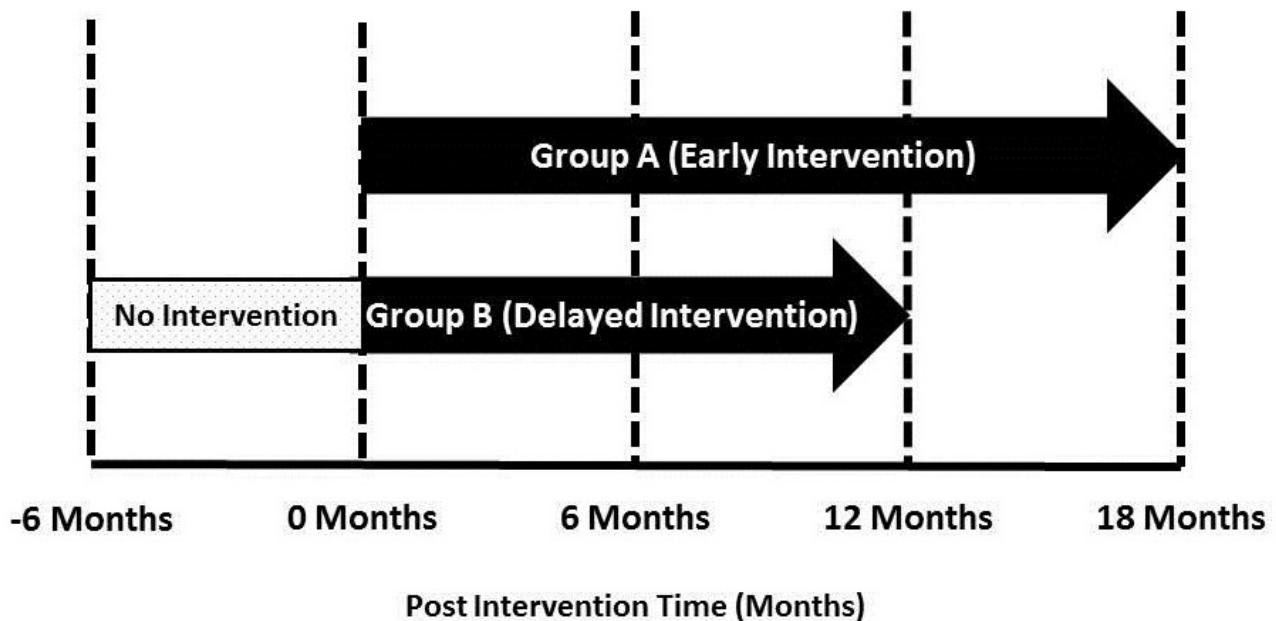 Group A (Early Intervention)
No Intervention
Group B (Delayed Intervention)
-6 Months
0 Months
6 Months
12 Months
18 Months
Post Intervention Time (Months)